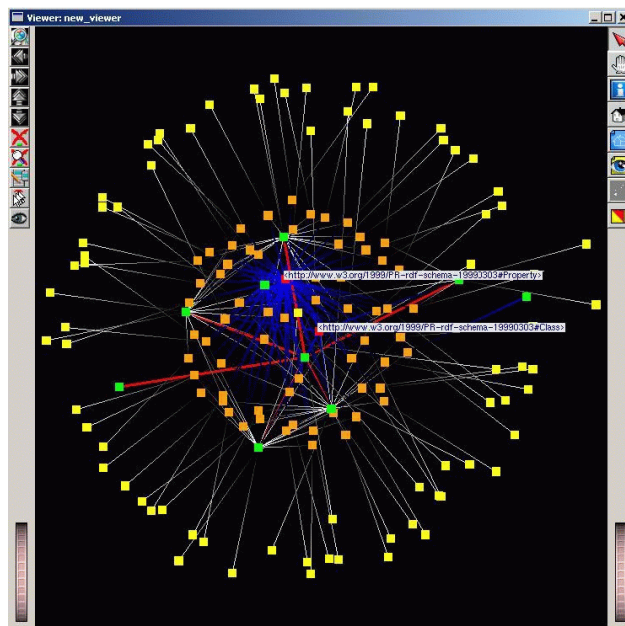 Viewer: new_viewer
<http://www.w3.org/1999/PR-rdf-schema-19990303#Property>
<http://www.w3.org/1999/PR-rdf-schema-19990303#Class>